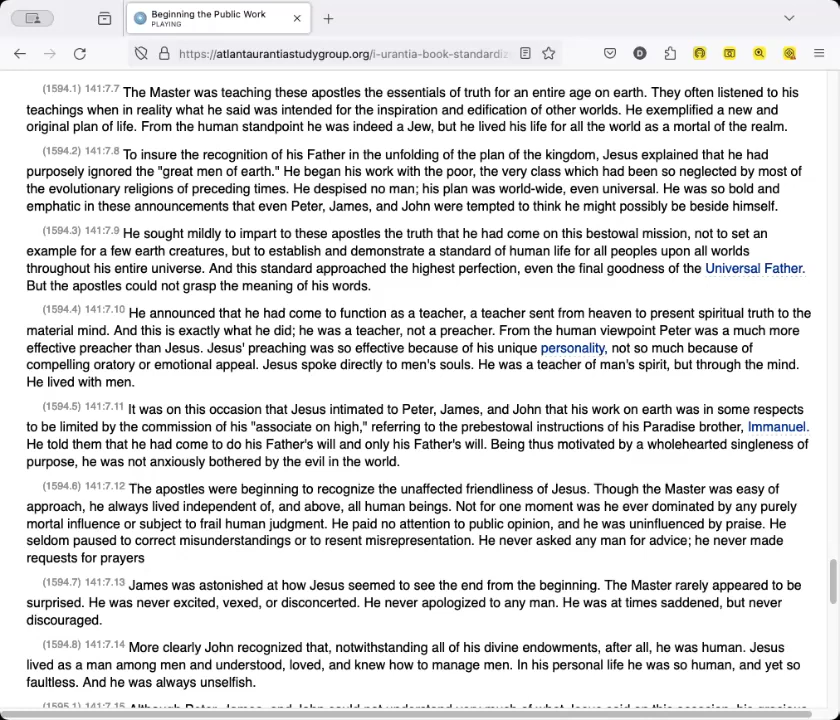 Beginning the Public Work
PLAYING
https://atlantaurantiastudygroup.org/i-urantia-book-standardiz
(1594.1) 141:7.7 The Master was teaching these apostles the essentials of truth for an entire age on earth. They often listened to his
teachings when in reality what he said was intended for the inspiration and edification of other worlds. He exemplified a new and
original plan of life. From the human standpoint he was indeed a Jew, but he lived his life for all the world as a mortal of the realm.
(1594.2) 141:7.8 To insure the recognition of his Father in the unfolding of the plan of the kingdom, Jesus explained that he had
purposely ignored the "great men of earth." He began his work with the poor, the very class which had been so neglected by most of
the evolutionary religions of preceding times. He despised no man; his plan was world-wide, even universal. He was so bold and
emphatic in these announcements that even Peter, James, and John were tempted to think he might possibly be beside himself.
(1594.3) 141:7.9 He sought mildly to impart to these apostles the truth that he had come on this bestowal mission, not to set an
example for a few earth creatures, but to establish and demonstrate a standard of human life for all peoples upon all worlds
throughout his entire universe. And this standard approached the highest perfection, even the final goodness of the Universal Father.
But the apostles could not grasp the meaning of his words.
(1594.4) 141:7.10 He announced that he had come to function as a teacher, a teacher sent from heaven to present spiritual truth to the
material mind. And this is exactly what he did; he was a teacher, not a preacher. From the human viewpoint Peter was a much more
effective preacher than Jesus. Jesus' preaching was so effective because of his unique personality, not so much because of
compelling oratory or emotional appeal. Jesus spoke directly to men's souls. He was a teacher of man's spirit, but through the mind.
He lived with men.
(1594.5) 141:7.11 It was on this occasion that Jesus intimated to Peter, James, and John that his work on earth was in some respects
to be limited by the commission of his "associate on high," referring to the prebestowal instructions of his Paradise brother, Immanuel.
He told them that he had come to do his Father's will and only his Father's will. Being thus motivated by a wholehearted singleness of
purpose, he was not anxiously bothered by the evil in the world.
(1594.6) 141:7.12 The apostles were beginning to recognize the unaffected friendliness of Jesus. Though the Master was easy of
approach, he always lived independent of, and above, all human beings. Not for one moment was he ever dominated by any purely
mortal influence or subject to frail human judgment. He paid no attention to public opinion, and he was uninfluenced by praise. He
seldom paused to correct misunderstandings or to resent misrepresentation. He never asked any man for advice; he never made
requests for prayers
(1594.7) 141:7.13 James was astonished at how Jesus seemed to see the end from the beginning. The Master rarely appeared to be
surprised. He was never excited, vexed, or disconcerted. He never apologized to any man. He was at times saddened, but never
discouraged.
(1594.8) 141:7.14 More clearly John recognized that, notwithstanding all of his divine endowments, after all, he was human. Jesus
lived as a man among men and understood, loved, and knew how to manage men. In his personal life he was so human, and yet so
faultless. And he was always unselfish.
(1595.1) 141:7.15 Although Peter, James, and John could not understand very much of what Jesus said on this occasion, his gracious